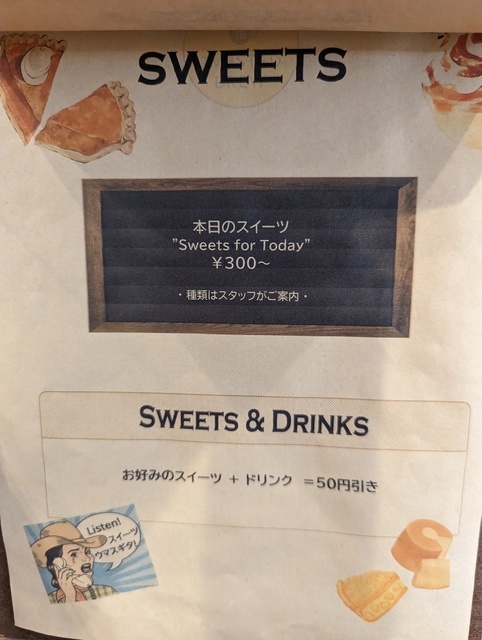 SWEETS
本日のスイーツ
"Sweets for Today"
￥300～
・種類はスタッフがご案内・
SWEETS & DRINKS
お好みのスイーツ + ドリンク ＝50円引き
Listen!
スイーツ
ウマスギタ!